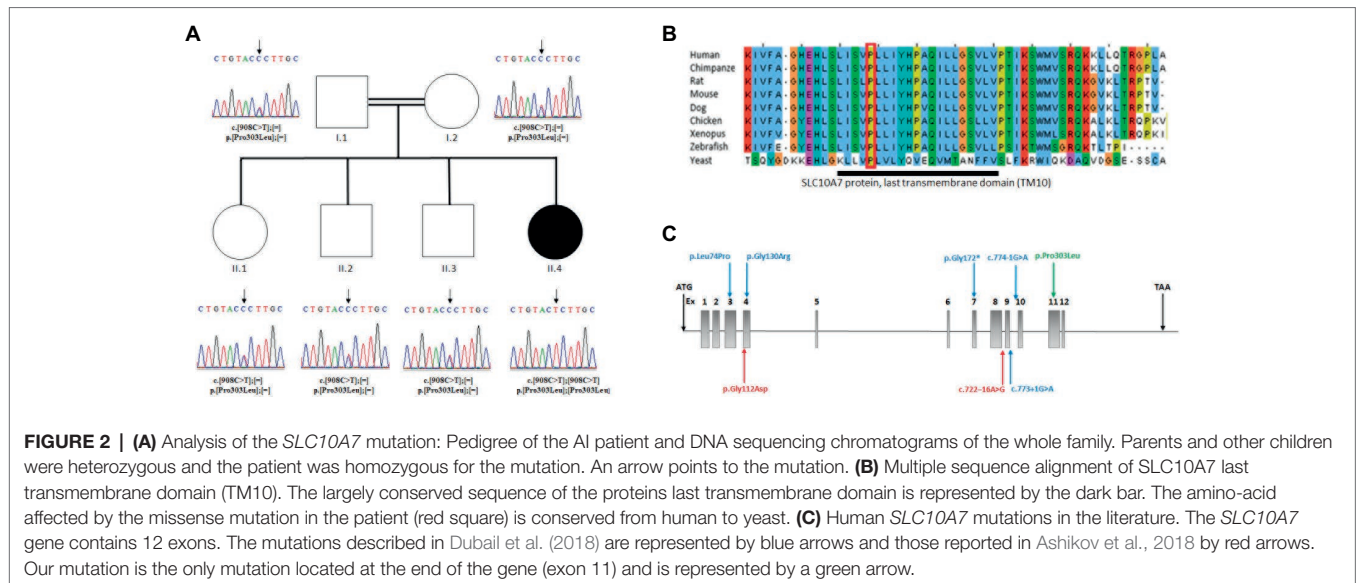 A
CTGTACCCTTGC
c.[908C>T];[=]
p.[Pro303Leu];[=]
I.1
I.2
CTGTACCCTTGC
c.[908C>T];[=]
p.[Pro303Leu];[=]
II.1
II.2
II.3
II.4
CTGTACCCTTGC
c.[908C>T];[=]
p.[Pro303Leu];[=]
CTGTACCCTTGC
c.[908C>T];[=]
p.[Pro303Leu];[=]
CTGTACCCTTGC
c.[908C>T];[=]
p.[Pro303Leu];[=]
CTGTACTCTTGC
c.[908C>T];[908C>T]
p.[Pro303Leu];[Pro303Leu]
B
Human KIVFA-GHEHLSLISVPLLIYHPAQILLGSVLVPTIKSWMVSRQKKLLQTRGPLA
Chimpanze KIVFA-GYEHLSLISVPLLIYHPAQILLGSVLVPTIKSWMVSRQKGVKLTRGPLA
Rat KIVFA-GHEHLSLISLPLLIYHPAQILLGSVLVPTIKSWMVSRQKGVKLTRPTV-
Mouse KIVFA-GHEHLSLISVPLLIYHPAQILLGSVLVPTIKSWMVSRQKGVKLTRPTV-
Dog KIVFA-GHEHLSLISVPLLIYHPAQILLGSVLVPTIKSWMVSRQKGVKLTRPTV-
Chicken
Xenopus
Zebrafish
Yeast
SLC10A7 protein, last transmembrane domain (TM10)
C
p.Leu74Pro
p.Gly130Arg
p.Gly172*
c.774-1G>A
p.Pro303Leu
ATG
TAA
Ex 1 2 3 4 5 6 7 8 9 10 11 12
p.Gly112Asp
c.722–16A>G
c.773+1G>A
FIGURE 2 | (A) Analysis of the SLC10A7 mutation: Pedigree of the AI patient and DNA sequencing chromatograms of the whole family. Parents and other children
were heterozygous and the patient was homozygous for the mutation. An arrow points to the mutation. (B) Multiple sequence alignment of SLC10A7 last
transmembrane domain (TM10). The largely conserved sequence of the proteins last transmembrane domain is represented by the dark bar. The amino-acid
affected by the missense mutation in the patient (red square) is conserved from human to yeast. (C) Human SLC10A7 mutations in the literature. The SLC10A7
gene contains 12 exons. The mutations described in Dubail et al. (2018) are represented by blue arrows and those reported in Ashikov et al., 2018 by red arrows.
Our mutation is the only mutation located at the end of the gene (exon 11) and is represented by a green arrow.